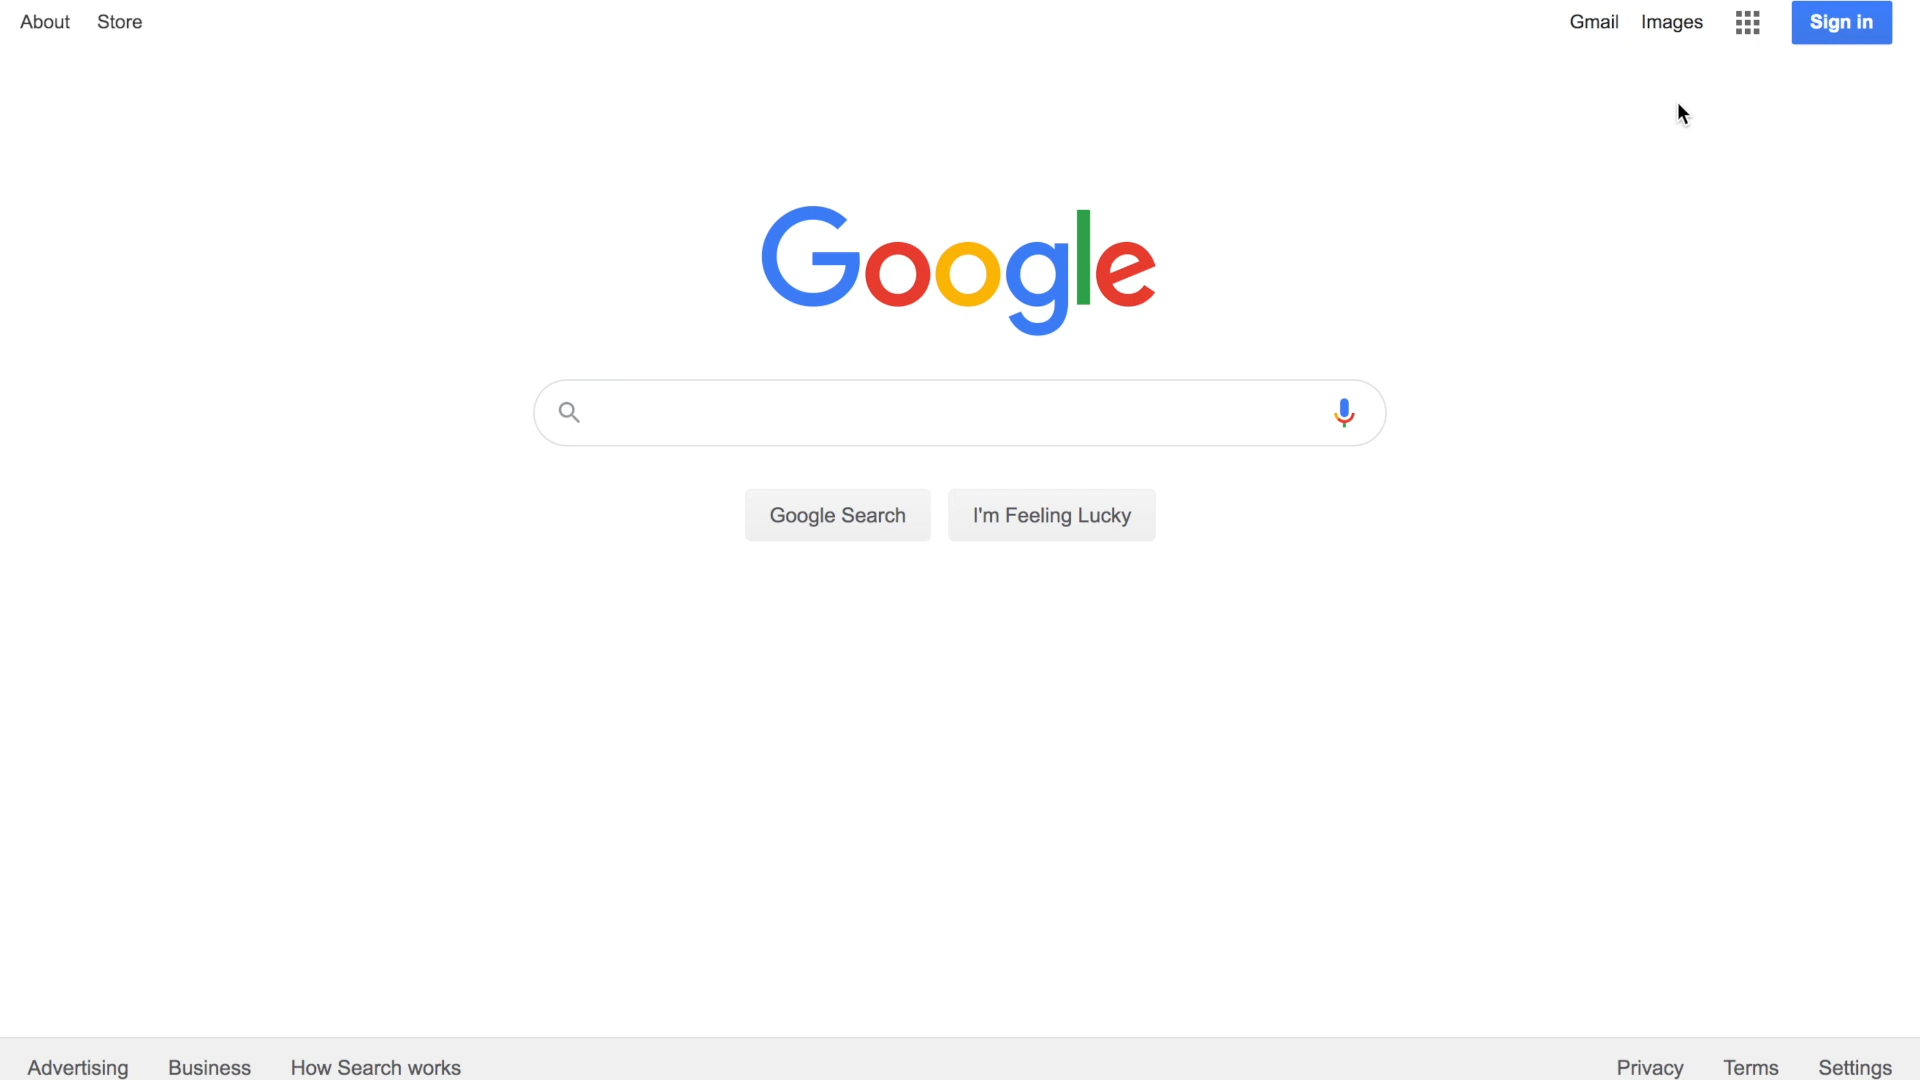 About Store Gmail Images Sign in
Google
Google Search I'm Feeling Lucky
Advertising Business How Search works Privacy Terms Settings